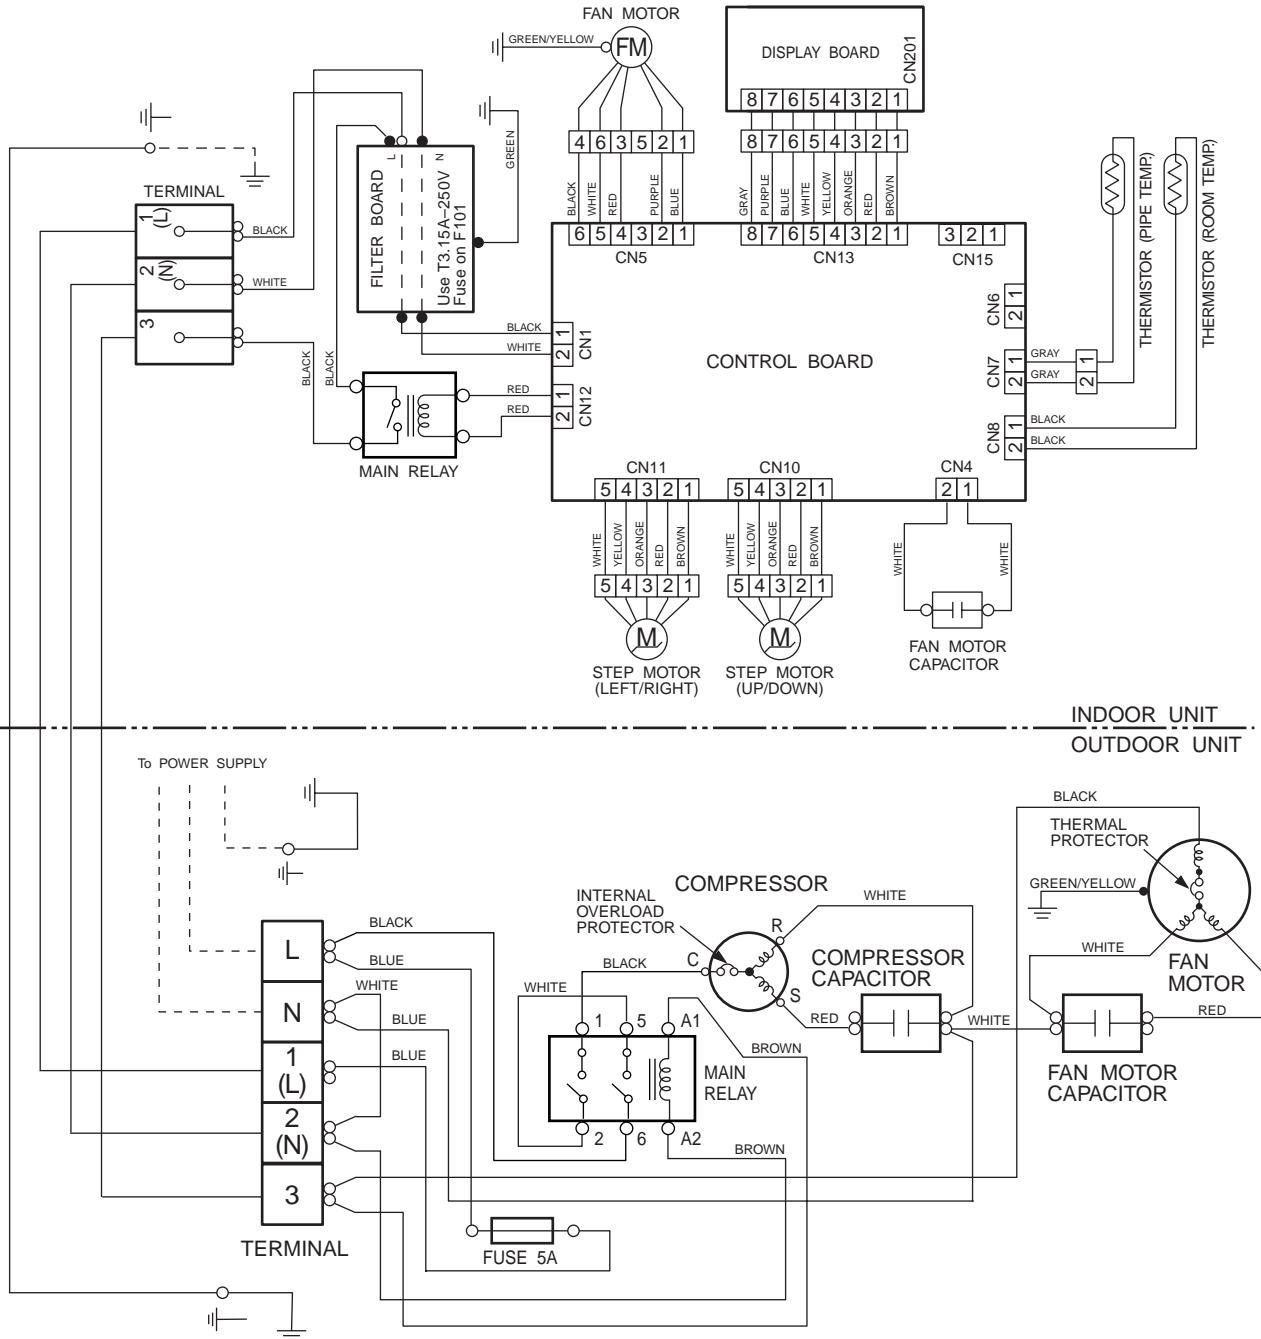 FAN MOTOR
GREEN/YELLOW
FM
DISPLAY BOARD
CN201
8 7 6 5 4 3 2 1
4 6 3 5 2 1
8 7 6 5 4 3 2 1
BLACK
WHITE
RED
PURPLE
BLUE
GRAY
PURPLE
BLUE
WHITE
YELLOW
ORANGE
RED
BROWN
6 5 4 3 2 1
CN5
8 7 6 5 4 3 2 1
CN13
3 2 1
CN15
TERMINAL
1 (L)
2 (N)
3
BLACK
WHITE
BLACK
BLACK
L
N
FILTER BOARD
Use T3.15A–250V
Fuse on F101
GREEN
BLACK
WHITE
1
2
CN1
RED
RED
1
2
CN12
MAIN RELAY
CONTROL BOARD
CN6
1
2
CN7
1
2
GRAY
GRAY
1
2
CN8
1
2
BLACK
BLACK
THERMISTOR (PIPE TEMP.)
THERMISTOR (ROOM TEMP.)
CN11
5 4 3 2 1
WHITE
YELLOW
ORANGE
RED
BROWN
5 4 3 2 1
M
STEP MOTOR
(LEFT/RIGHT)
CN10
5 4 3 2 1
WHITE
YELLOW
ORANGE
RED
BROWN
5 4 3 2 1
M
STEP MOTOR
(UP/DOWN)
CN4
2 1
WHITE
WHITE
FAN MOTOR
CAPACITOR
INDOOR UNIT
OUTDOOR UNIT
To POWER SUPPLY
BLACK
THERMAL
PROTECTOR
GREEN/YELLOW
WHITE
FAN
MOTOR
RED
COMPRESSOR
INTERNAL
OVERLOAD
PROTECTOR
R
C
S
WHITE
BLACK
COMPRESSOR
CAPACITOR
RED
WHITE
FAN MOTOR
CAPACITOR
L
N
1
(L)
2
(N)
3
TERMINAL
BLACK
BLUE
WHITE
BLUE
BLUE
WHITE
1
5
A1
BROWN
MAIN
RELAY
2
6
A2
BROWN
FUSE 5A